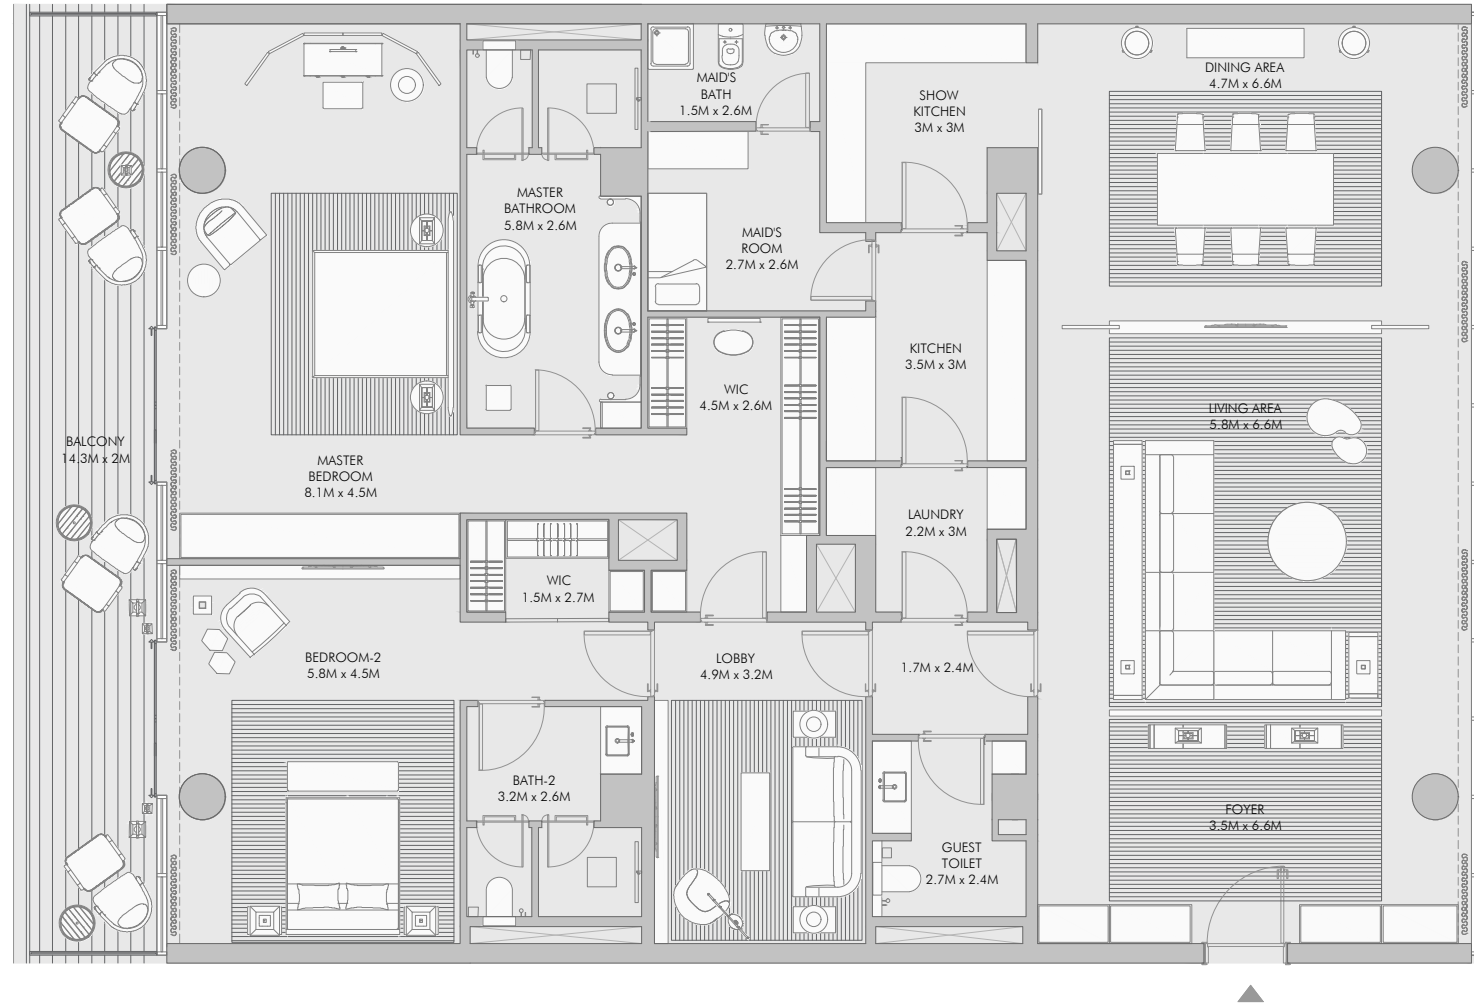 DINING AREA
4.7M x 6.6M
MAID'S
BATH
1.5M x 2.6M
SHOW
KITCHEN
3M x 3M
MASTER
BATHROOM
5.8M x 2.6M
MAID'S
ROOM
2.7M x 2.6M
KITCHEN
3.5M x 3M
WIC
4.5M x 2.6M
LIVING AREA
5.8M x 6.6M
BALCONY
14.3M x 2M
MASTER
BEDROOM
8.1M x 4.5M
LAUNDRY
2.2M x 3M
WIC
1.5M x 2.7M
BEDROOM-2
5.8M x 4.5M
LOBBY
4.9M x 3.2M
1.7M x 2.4M
BATH-2
3.2M x 2.6M
FOYER
3.5M x 6.6M
GUEST
TOILET
2.7M x 2.4M